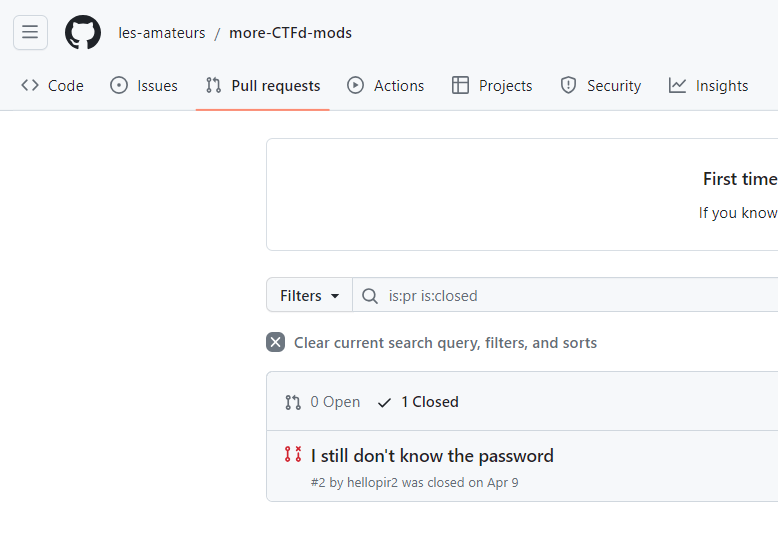 les-amateurs / more-CTFd-mods
Code Issues Pull requests Actions Projects Security Insights
First time
If you know
Filters is:pr is:closed
Clear current search query, filters, and sorts
0 Open 1 Closed
I still don't know the password
#2 by hellopir2 was closed on Apr 9